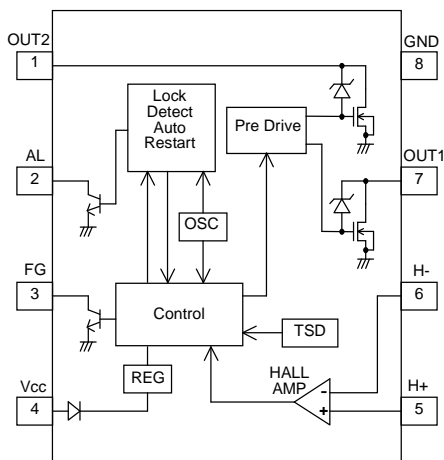 OUT2
1
GND
8
Lock
Detect
Auto
Restart
Pre Drive
AL
2
OUT1
7
OSC
FG
3
H-
6
Control
TSD
REG
HALL
AMP
-
+
Vcc
4
H+
5